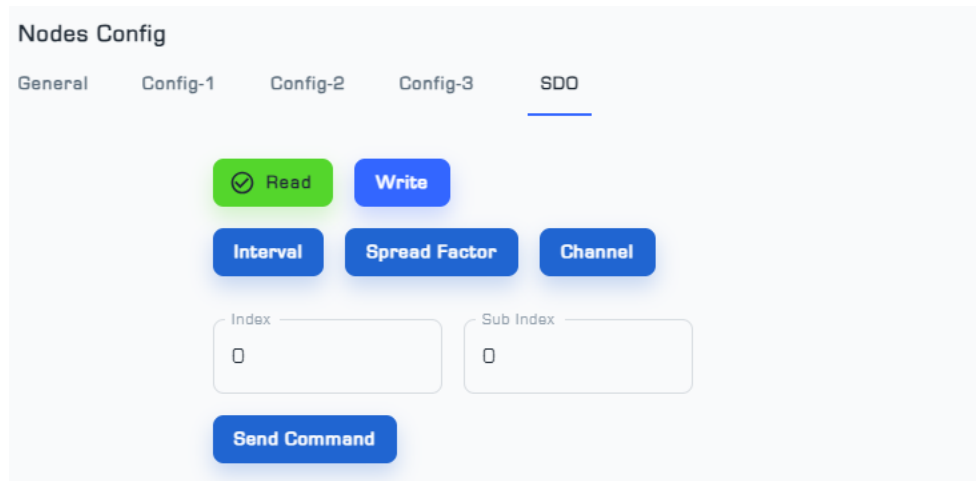 Nodes Config
General Config-1 Config-2 Config-3 SDO
Read Write
Interval Spread Factor Channel
Index Sub Index
0 0
Send Command